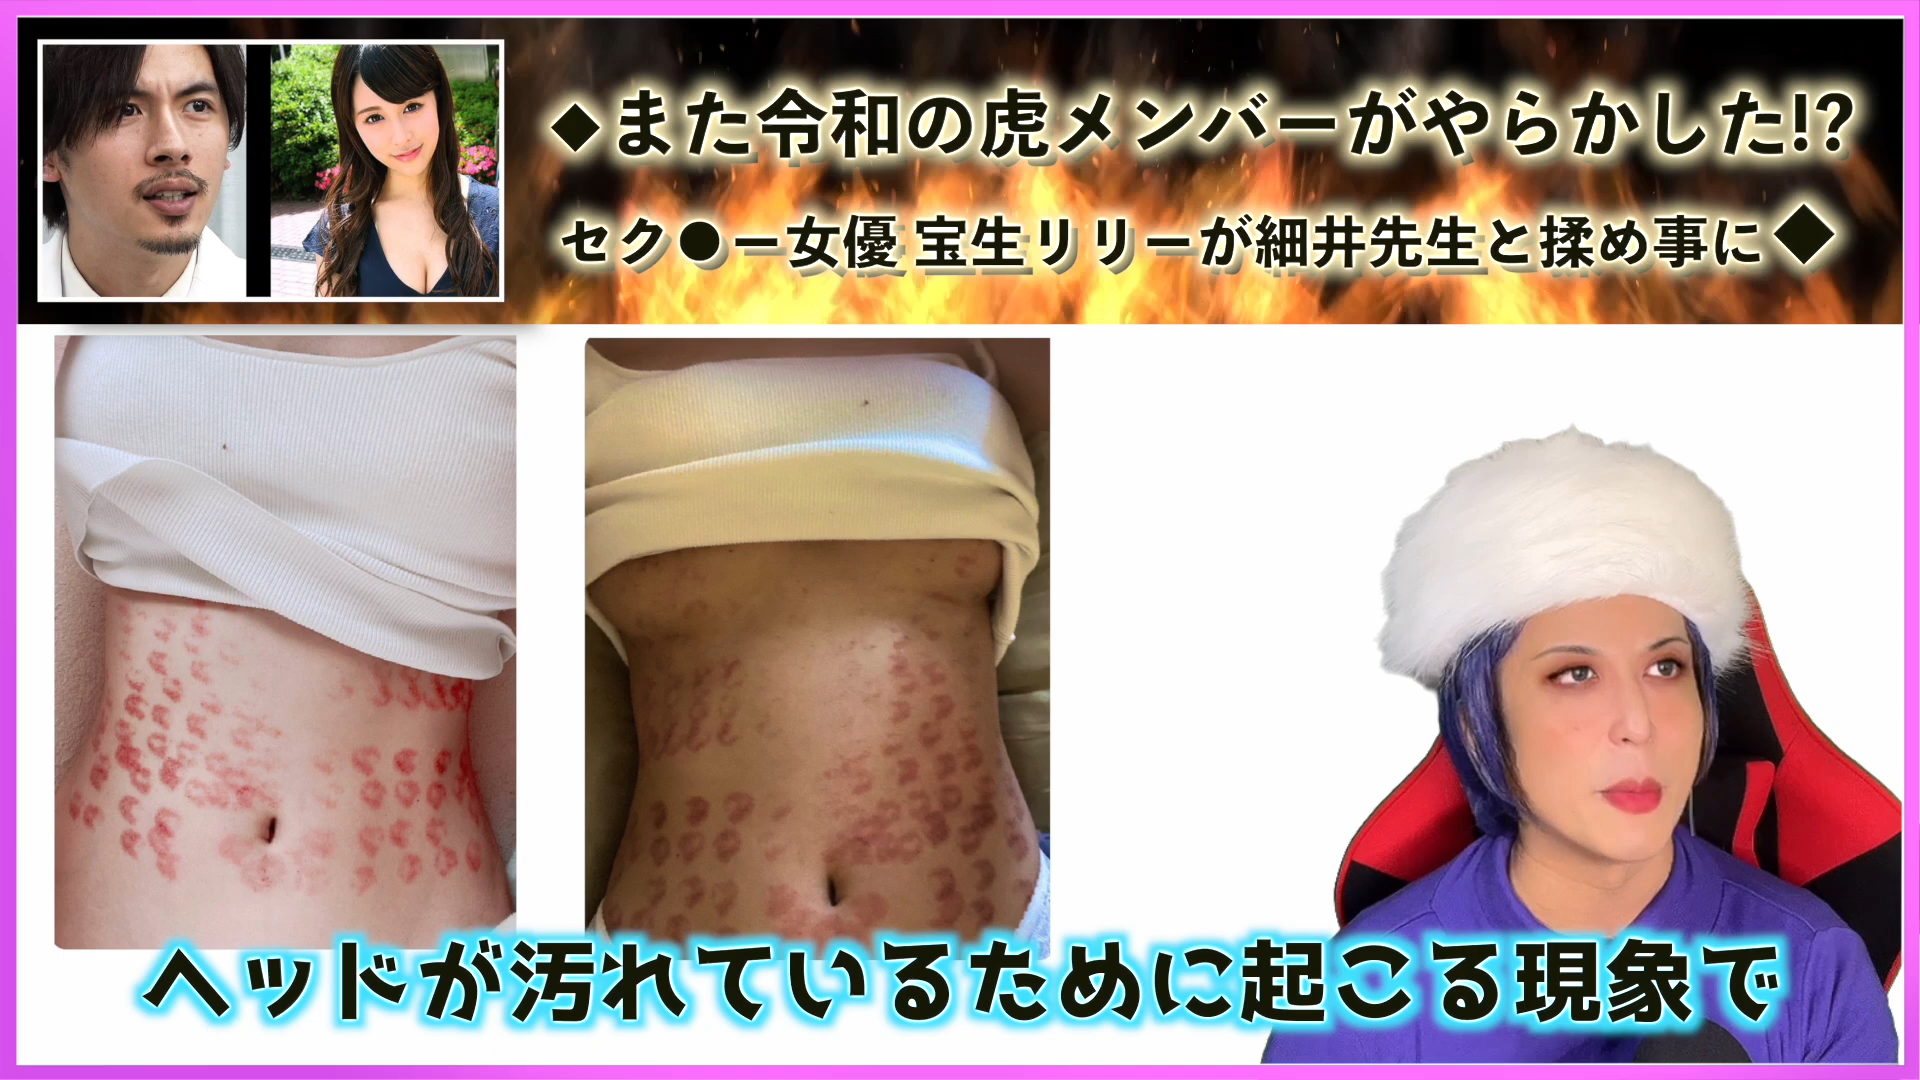 ◆また令和の虎メンバーがやらかした!?
セク●ー女優 宝生リリーが細井先生と揉め事に◆
ヘッドが汚れているために起こる現象で